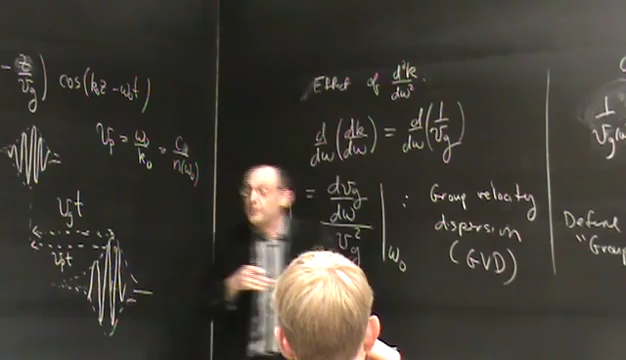 - z/v_g) cos(k₀z - ω₀t)
v_p = ω₀/k₀ = c₀/n(ω₀)
v_g t
v_p t
Effect of d²k/dω² :
d/dω (dk/dω) = d/dω (1/v_g)
= dv_g/dω / v_g² | ω₀
: Group velocity
dispersion
(GVD)
1/v_g(ω
Define
"Group